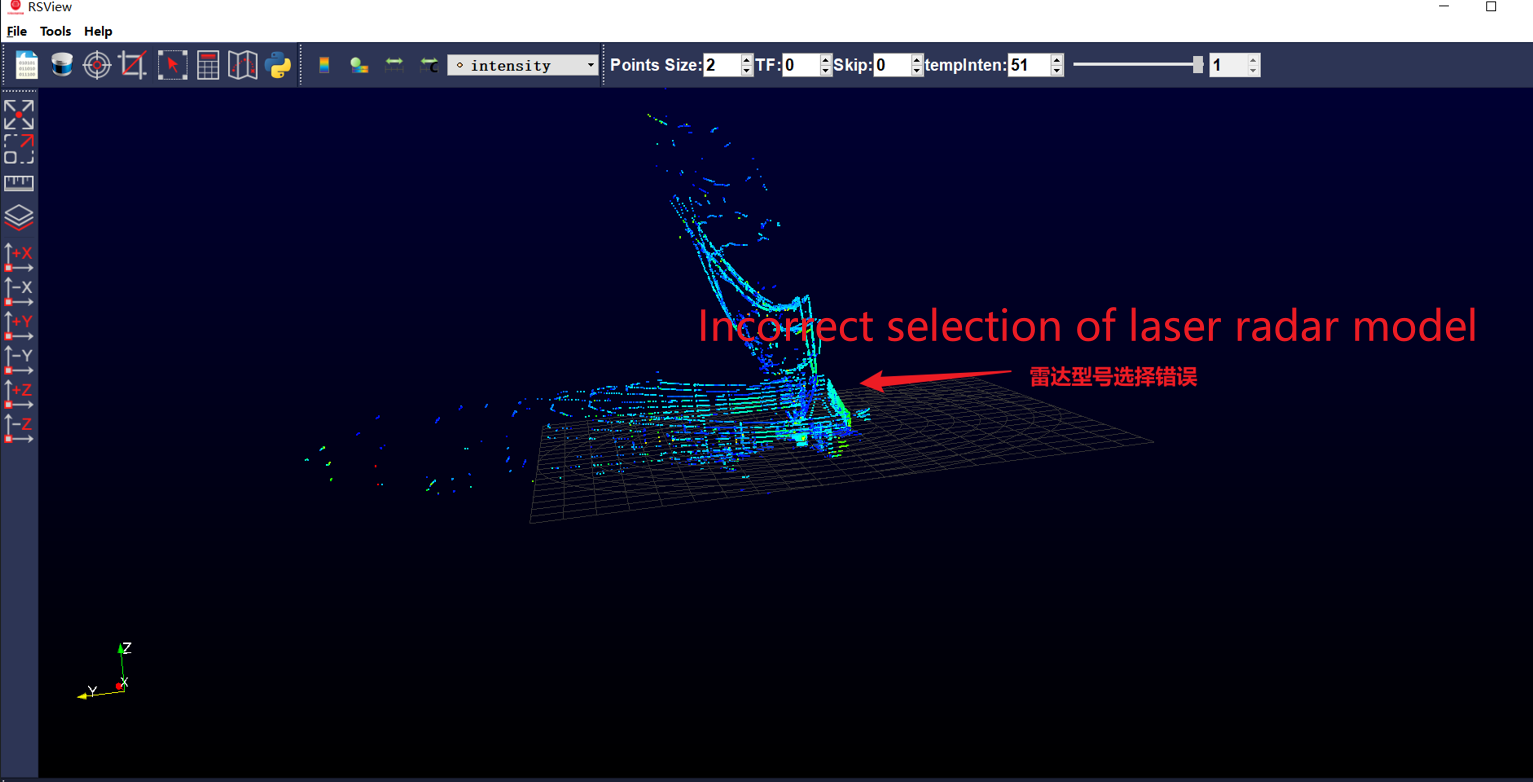 RSView
File Tools Help
intensity Points Size: 2 TF: 0 Skip: 0 tempInten: 51 1
+X
-X
+Y
-Y
+Z
-Z
Incorrect selection of laser radar model
雷达型号选择错误
Z
Y X